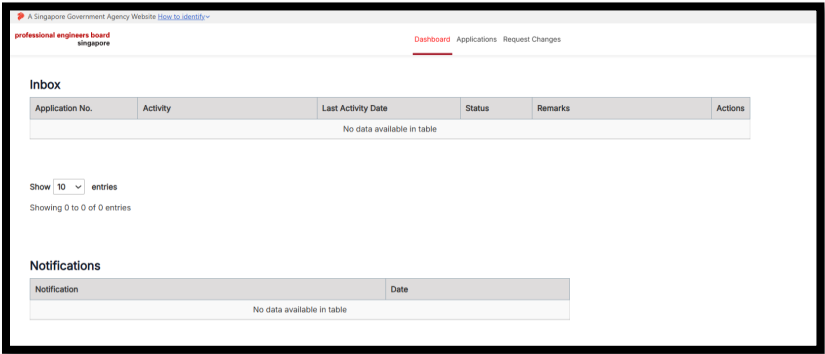 A Singapore Government Agency Website How to identify
professional engineers board
singapore
Dashboard Applications Request Changes
Inbox
Application No. Activity Last Activity Date Status Remarks Actions
No data available in table
Show 10 entries
Showing 0 to 0 of 0 entries
Notifications
Notification Date
No data available in table